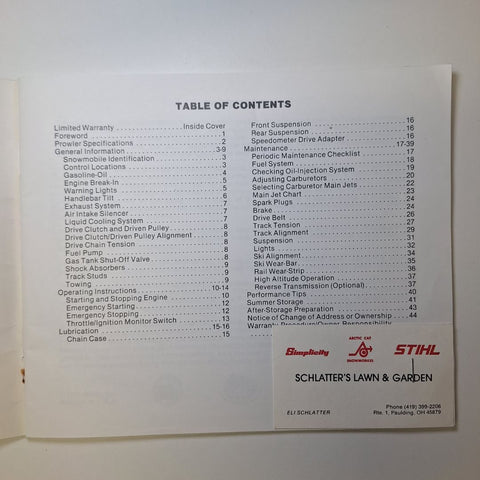 TABLE OF CONTENTS
Limited Warranty Inside Cover
Foreword 1
Prowler Specifications 2
General Information 3-9
Snowmobile Identification 3
Control Locations 3
Gasoline-Oil 4
Engine Break-In 5
Warning Lights 5
Handlebar Tilt 6
Exhaust System 7
Air Intake Silencer 7
Liquid Cooling System 7
Drive Clutch and Driven Pulley 8
Drive Clutch/Driven Pulley Alignment 8
Drive Chain Tension 8
Fuel Pump 8
Gas Tank Shut-Off Valve 8
Shock Absorbers 9
Track Studs 9
Towing 9
Operating Instructions 10-14
Starting and Stopping Engine 10
Emergency Starting 12
Emergency Stopping 12
Throttle/Ignition Monitor Switch 13
Lubrication 15-16
Chain Case 15
Front Suspension 16
Rear Suspension 16
Speedometer Drive Adapter 16
Maintenance 17-39
Periodic Maintenance Checklist 17
Fuel System 18
Checking Oil-Injection System 19
Adjusting Carburetors 20
Selecting Carburetor Main Jets 22
Main Jet Chart 23
Spark Plugs 24
Brake 24
Drive Belt 26
Track Tension 27
Track Alignment 29
Suspension 31
Lights 32
Ski Alignment 34
Ski Wear-Bar 35
Rail Wear-Strip 36
High Altitude Operation 37
Reverse Transmission (Optional) 37
Performance Tips 40
Summer Storage 41
After-Storage Preparation 43
Notice of Change of Address or Ownership 44
Warranty Procedure/Owner Responsibility
Simplicity
ARCTIC CAT
SNOWMOBILES
STIHL
SCHLATTER'S LAWN & GARDEN
ELI SCHLATTER
Phone (419) 399-2206
Rte. 1, Paulding, OH 45879